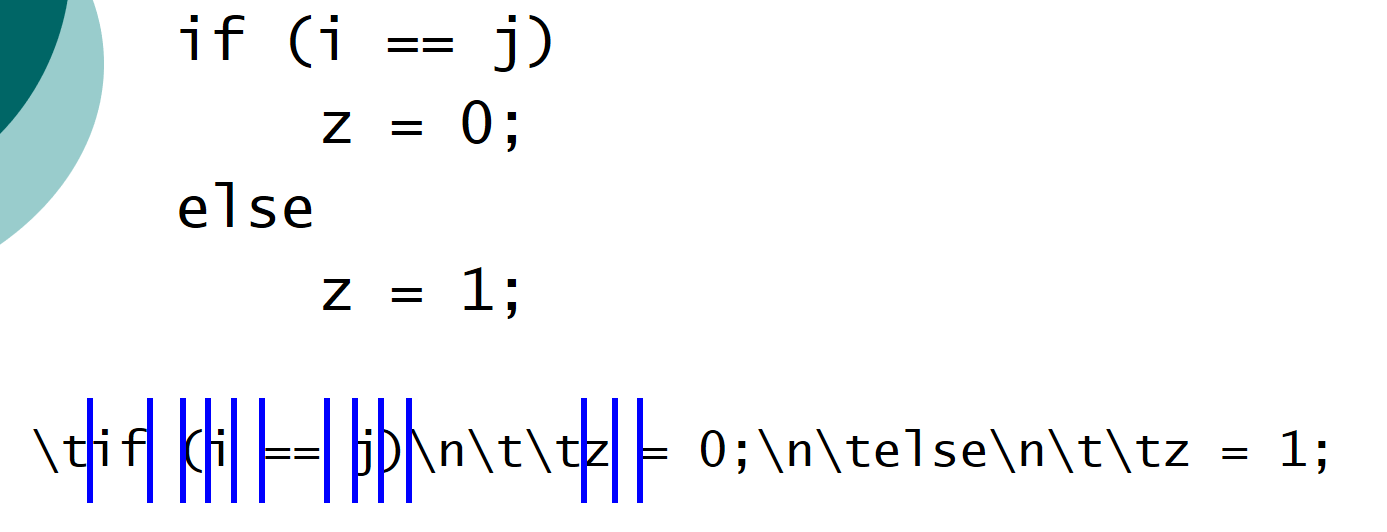 if (i == j)
    z = 0;
else
    z = 1;
\tif (i == j)\n\t\tz = 0;\n\telse\n\t\tz = 1;